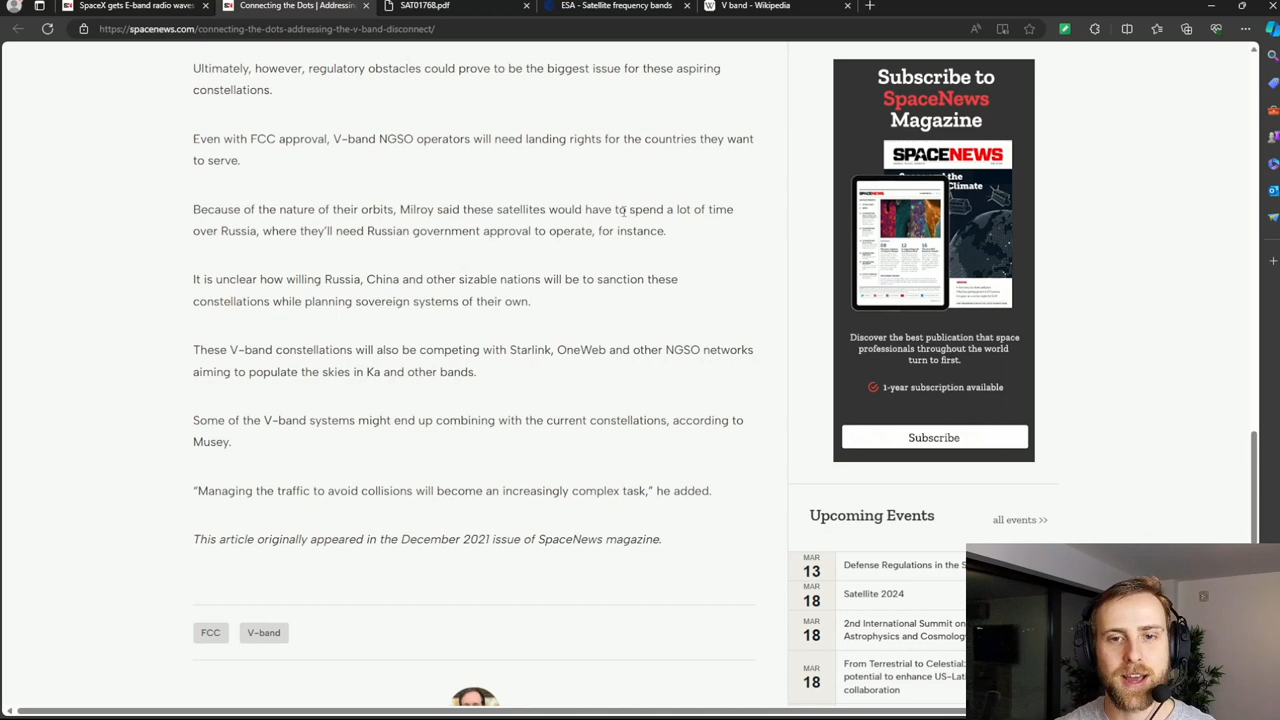 SpaceX gets E-band radio waves
Connecting the Dots | Addressin
SAT01768.pdf
ESA - Satellite frequency bands
V band - Wikipedia
https://spacenews.com/connecting-the-dots-addressing-the-v-band-disconnect/
Ultimately, however, regulatory obstacles could prove to be the biggest issue for these aspiring
constellations.
Even with FCC approval, V-band NGSO operators will need landing rights for the countries they want
to serve.
Because of the nature of their orbits, Milroy said these satellites would have to spend a lot of time
over Russia, where they'll need Russian government approval to operate, for instance.
It is unclear how willing Russia, China and other sizable nations will be to sanction these
constellations while planning sovereign systems of their own.
These V-band constellations will also be competing with Starlink, OneWeb and other NGSO networks
aiming to populate the skies in Ka and other bands.
Some of the V-band systems might end up combining with the current constellations, according to
Musey.
“Managing the traffic to avoid collisions will become an increasingly complex task,” he added.
This article originally appeared in the December 2021 issue of SpaceNews magazine.
FCC
V-band
Subscribe to
SpaceNews
Magazine
SPACENEWS
the
Climate
Discover the best publication that space
professionals throughout the world
turn to first.
1-year subscription available
Subscribe
Upcoming Events
all events >>
MAR
13
Defense Regulations in the S
MAR
18
Satellite 2024
MAR
18
2nd International Summit on
Astrophysics and Cosmology
MAR
18
From Terrestrial to Celestial:
potential to enhance US-Lat
collaboration